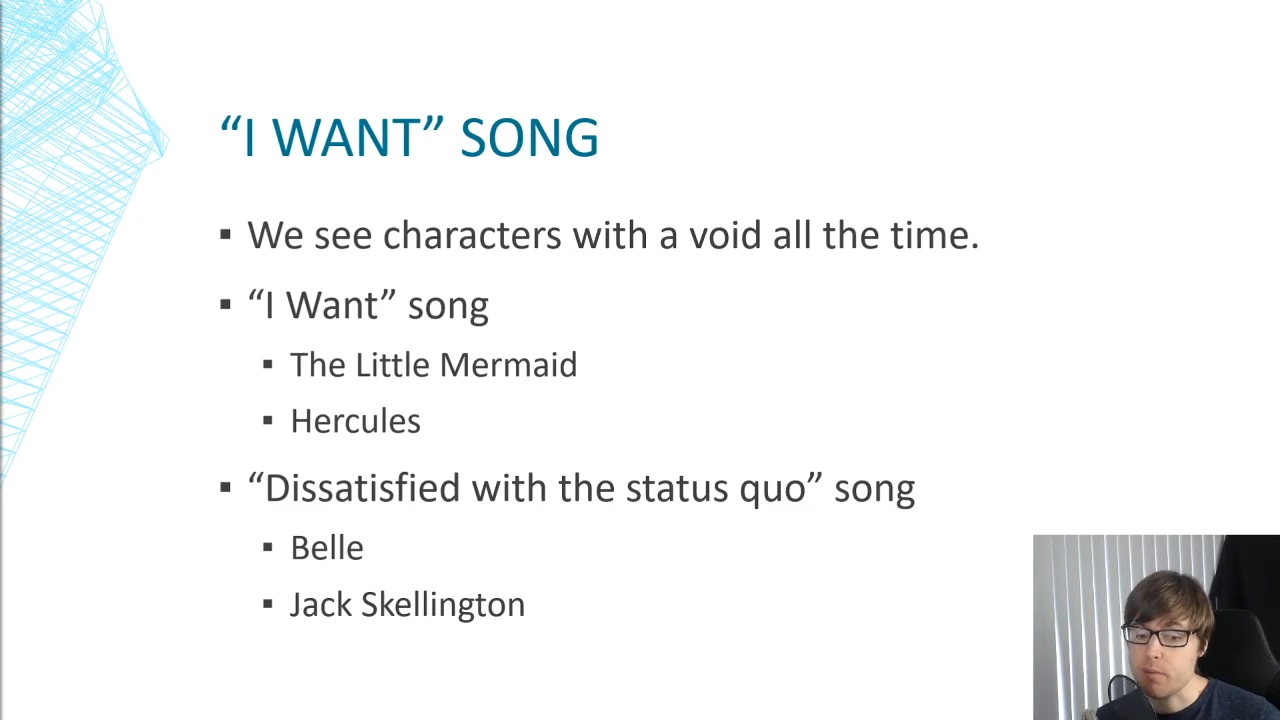 “I WANT” SONG
▪ We see characters with a void all the time.
▪ “I Want” song
▪ The Little Mermaid
▪ Hercules
▪ “Dissatisfied with the status quo” song
▪ Belle
▪ Jack Skellington